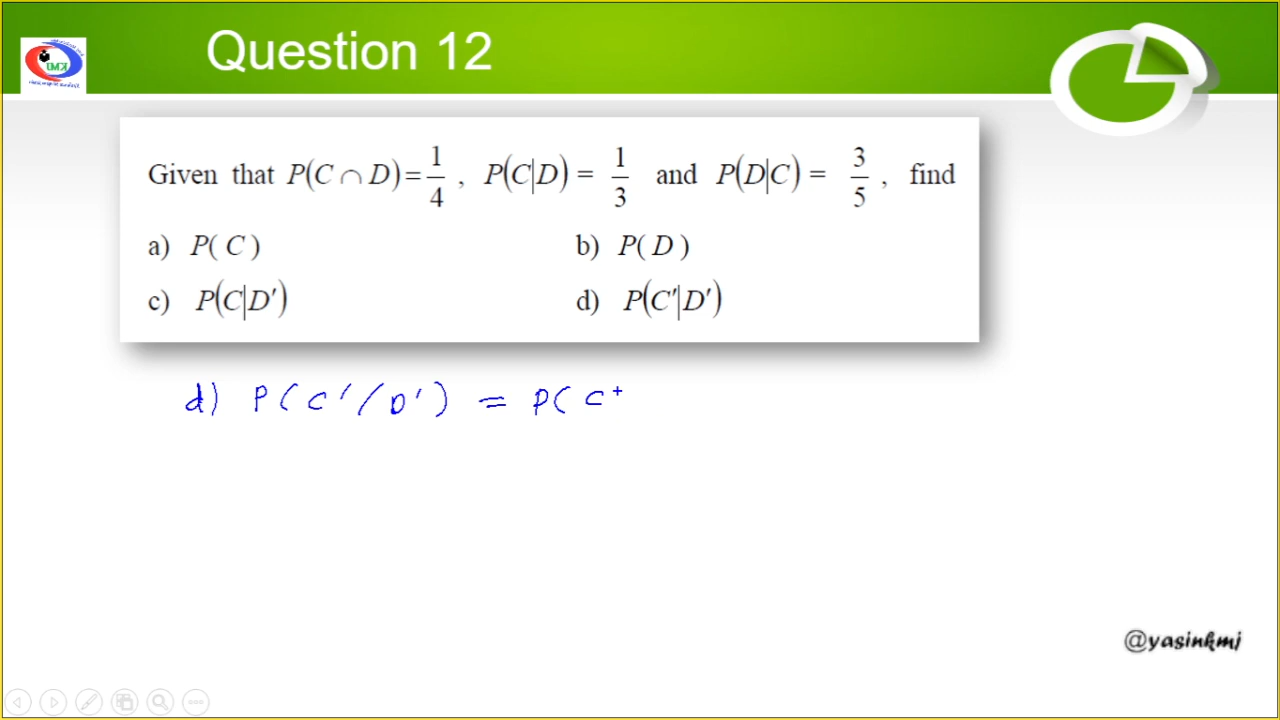 Question 12
Given that P(C ∩ D) = 1/4 , P(C|D) = 1/3 and P(D|C) = 3/5 , find
a) P( C ) b) P( D )
c) P(C|D′) d) P(C′|D′)
d) P( C′/D′ ) = P( C
@yasinkmj